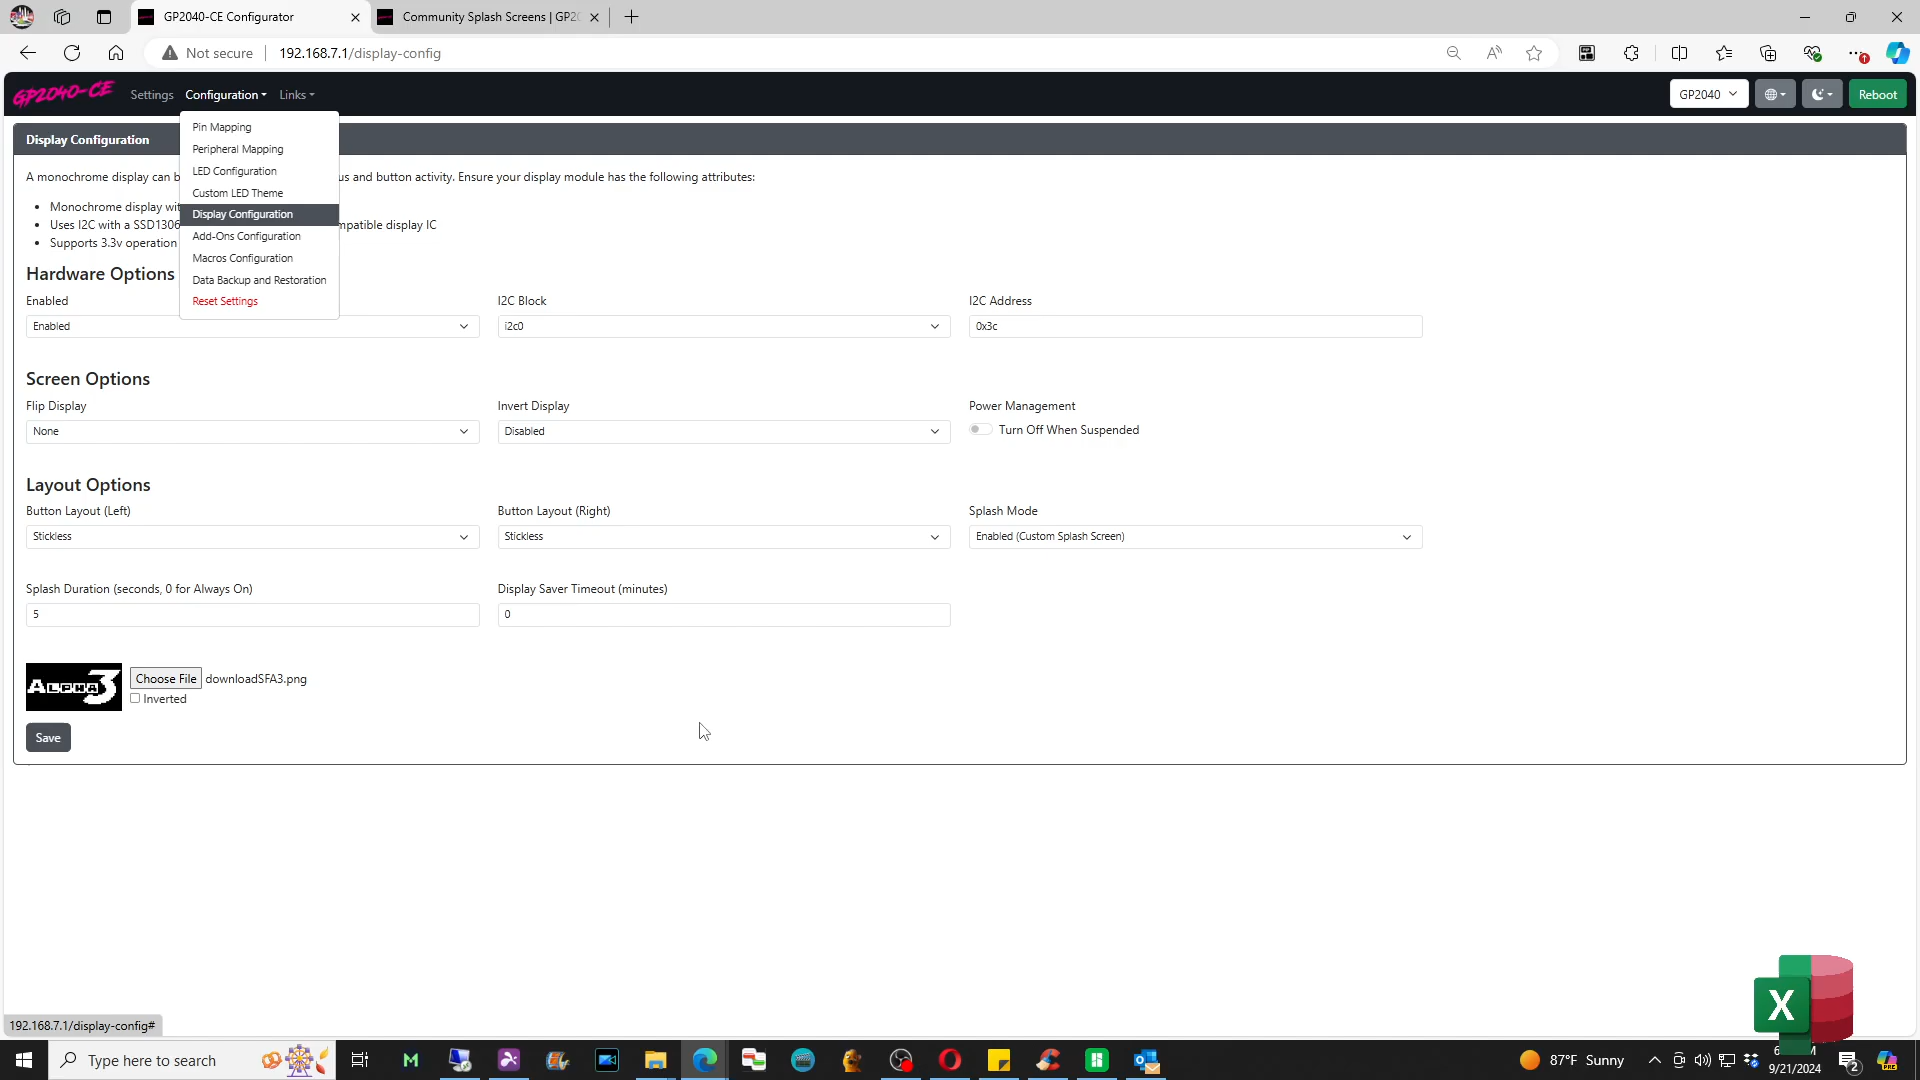 GP2040-CE Configurator
Community Splash Screens | GP20
Not secure
192.168.7.1/display-config
GP2040-CE
Settings
Configuration
Links
GP2040
Reboot
Pin Mapping
Peripheral Mapping
LED Configuration
Custom LED Theme
Display Configuration
Add-Ons Configuration
Macros Configuration
Data Backup and Restoration
Reset Settings
Display Configuration
A monochrome display can b us and button activity. Ensure your display module has the following attributes:
Monochrome display wit
Uses I2C with a SSD1306 mpatible display IC
Supports 3.3v operation
Hardware Options
Enabled
I2C Block
I2C Address
Enabled
i2c0
0x3c
Screen Options
Flip Display
Invert Display
Power Management
None
Disabled
Turn Off When Suspended
Layout Options
Button Layout (Left)
Button Layout (Right)
Splash Mode
Stickless
Stickless
Enabled (Custom Splash Screen)
Splash Duration (seconds, 0 for Always On)
Display Saver Timeout (minutes)
5
0
ALPHA 3
Choose File downloadSFA3.png
Inverted
Save
X
192.168.7.1/display-config#
Type here to search
M
87°F Sunny
9/21/2024
2
PRE